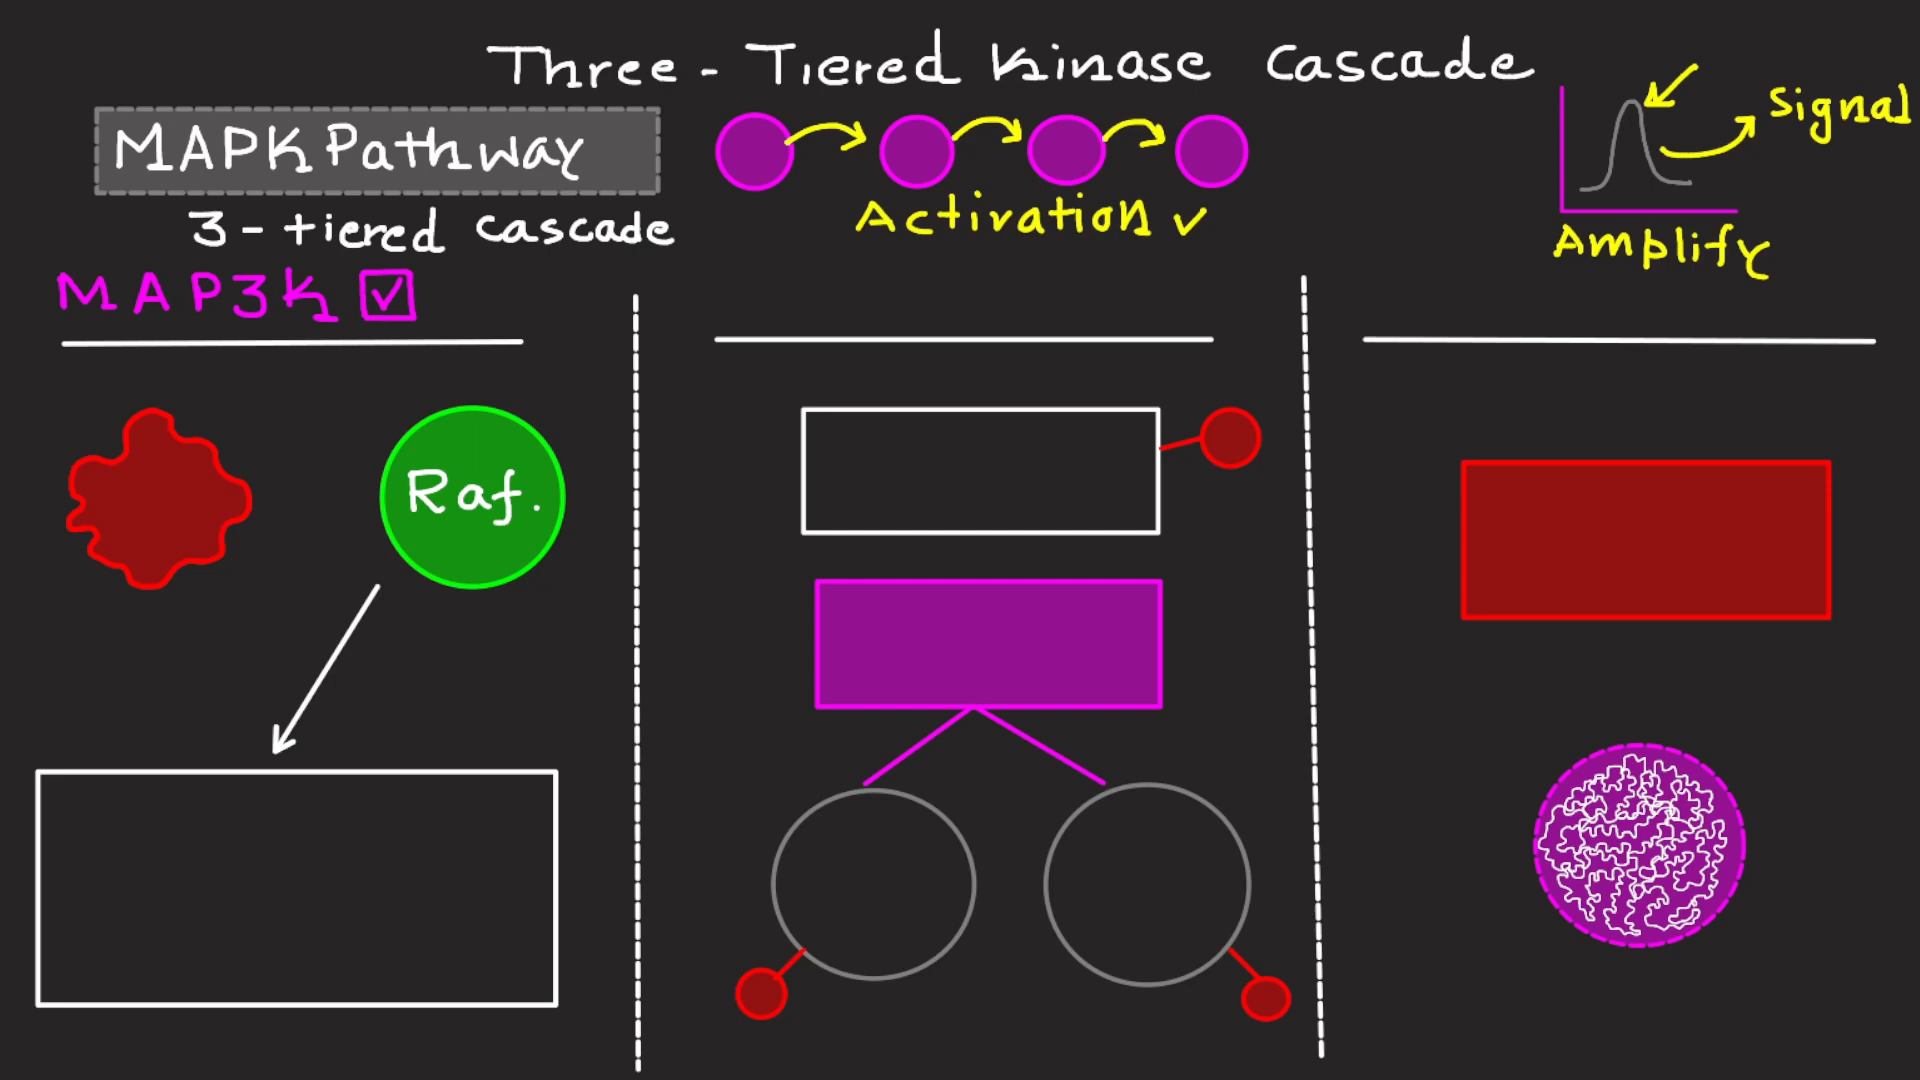 Three - Tiered Kinase Cascade
MAPK Pathway
3 - tiered cascade
Activation ✓
Signal
Amplify
MAP3K ☑
Raf.